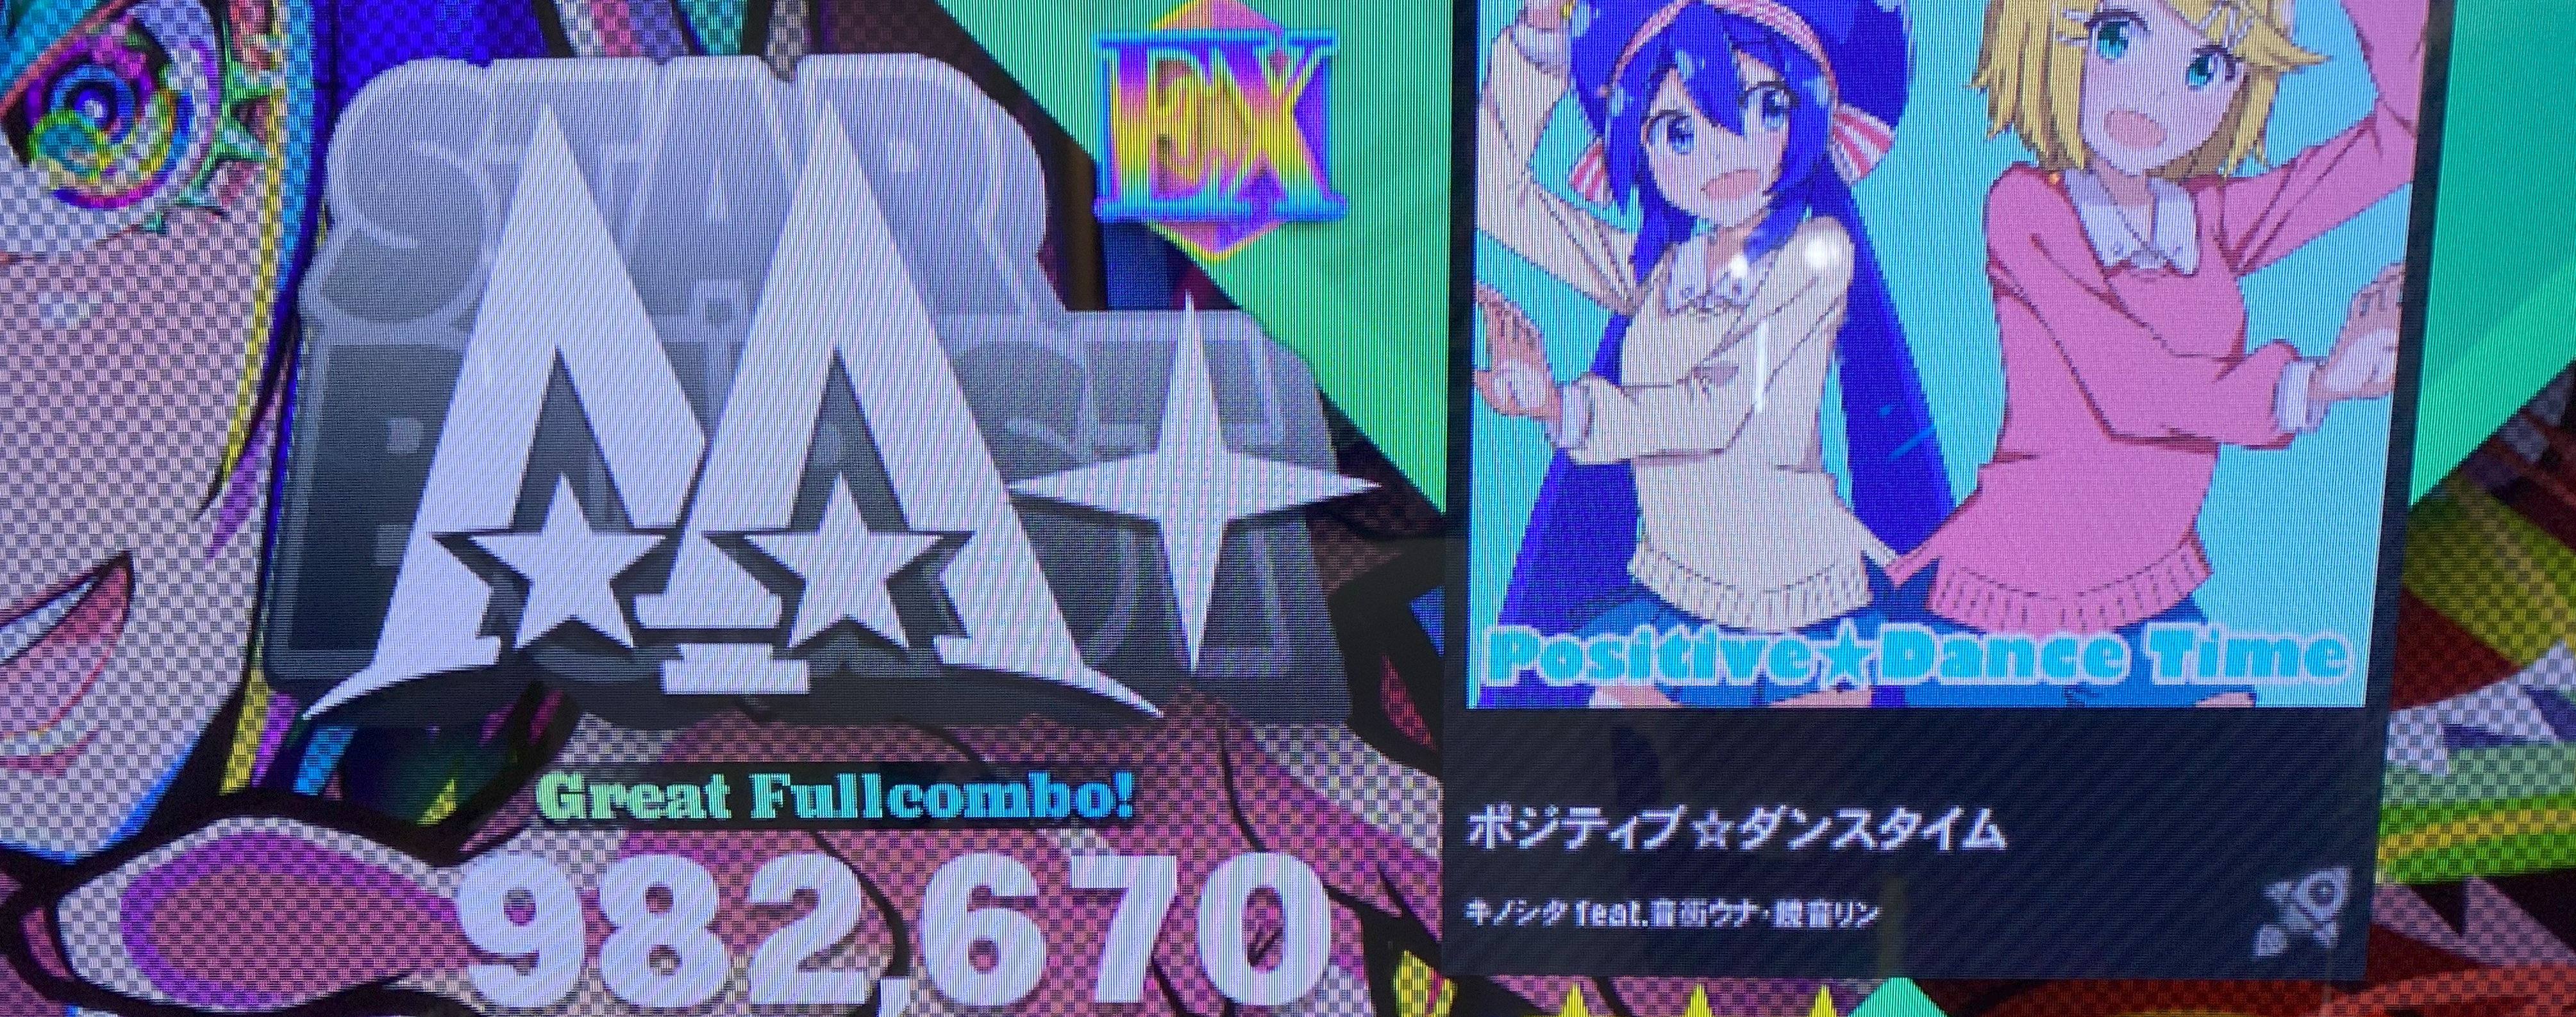 EX
AA+
Great Fullcombo!
982,670
Positive★Dance Time
ポジティブ☆ダンスタイム
キノシタ feat.音街ウナ・鏡音リン